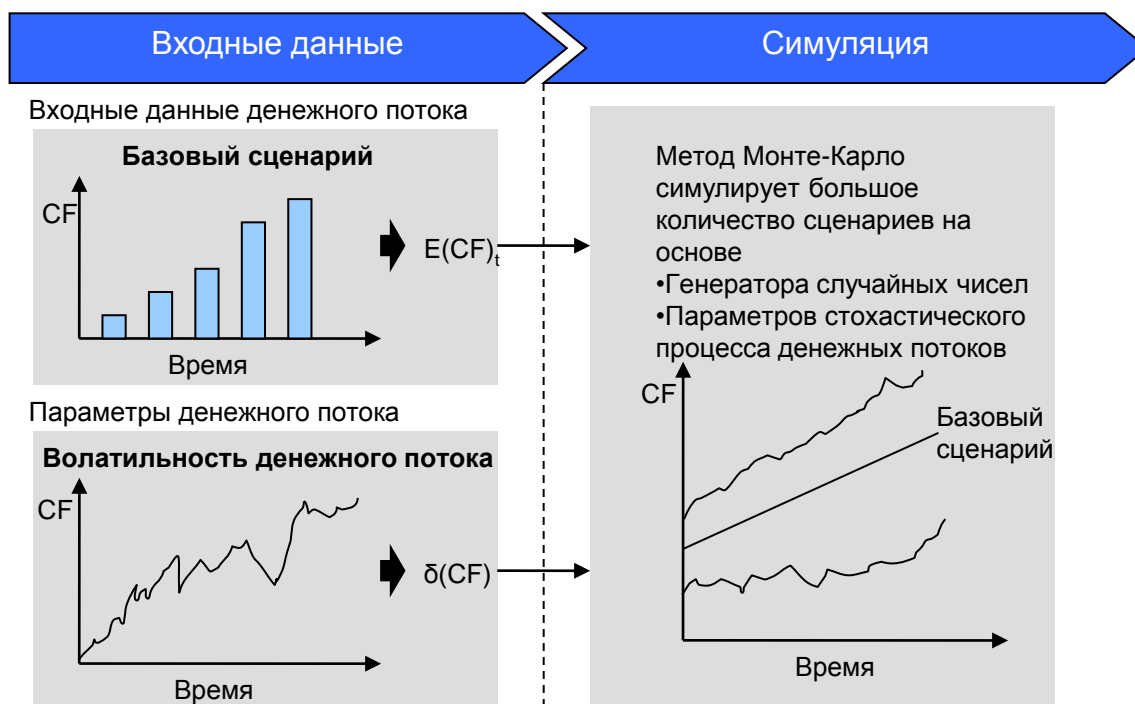 Входные данные
Симуляция
Входные данные денежного потока
Базовый сценарий
CF
Время
E(CF)t
Параметры денежного потока
Волатильность денежного потока
CF
Время
δ(CF)
Метод Монте-Карло
симулирует большое
количество сценариев на
основе
•Генератора случайных чисел
•Параметров стохастического
процесса денежных потоков
CF
Базовый
сценарий
Время